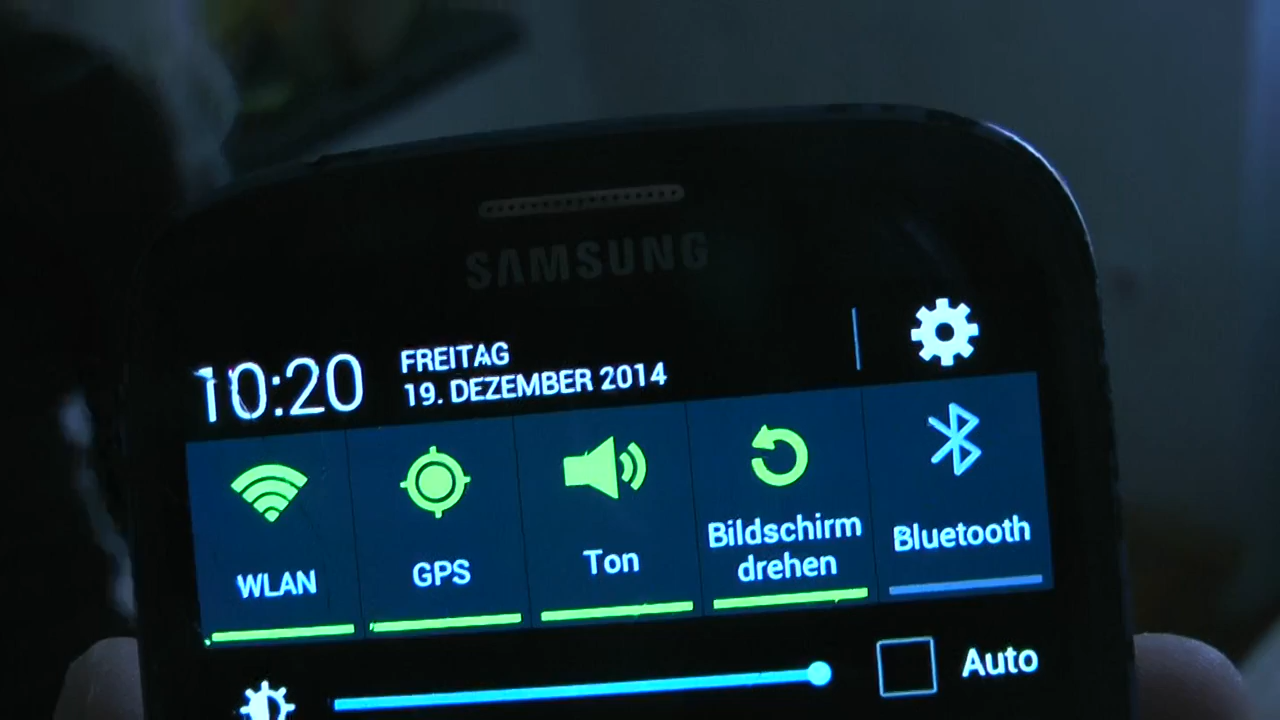 SAMSUNG
10:20
FREITAG
19. DEZEMBER 2014
WLAN
GPS
Ton
Bildschirm
drehen
Bluetooth
Auto